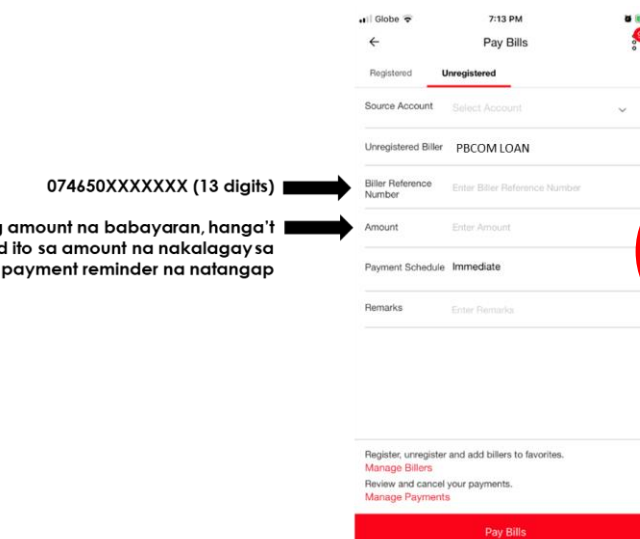 Globe 7:13 PM
Pay Bills
Registered Unregistered
Source Account Select Account
Unregistered Biller PBCOM LOAN
074650XXXXXXX (13 digits)
Biller Reference Number Enter Biller Reference Number
amount na babayaran, hanga't
ito sa amount na nakalagay sa
payment reminder na natangap
Amount Enter Amount
Payment Schedule Immediate
Remarks Enter Remarks
Register, unregister and add billers to favorites.
Manage Billers
Review and cancel your payments.
Manage Payments
Pay Bills